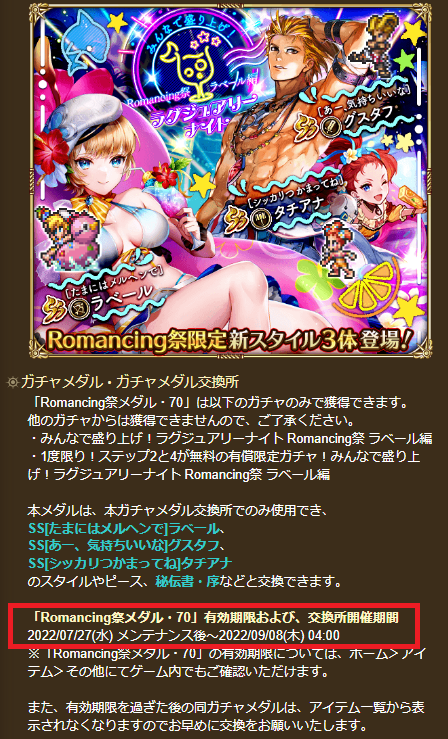 みんなで盛り上げ!
Romancing祭 ラベール編
ラグジュアリー
ナイト
[あー、気持ちいいな]
SS グスタフ
[シッカリつかまってね]
SS タチアナ
[たまにはメルヘンで]
SS ラベール
Romancing祭限定新スタイル3体登場!
ガチャメダル・ガチャメダル交換所
「Romancing祭メダル・70」は以下のガチャのみで獲得できます。
他のガチャからは獲得できませんので、ご了承ください。
・みんなで盛り上げ!ラグジュアリーナイト Romancing祭 ラベール編
・1度限り!ステップ2と4が無料の有償限定ガチャ!みんなで盛り上
げ!ラグジュアリーナイト Romancing祭 ラベール編
本メダルは、本ガチャメダル交換所でのみ使用でき、
SS[たまにはメルヘンで]ラベール、
SS[あー、気持ちいいな]グスタフ、
SS[シッカリつかまってね]タチアナ
のスタイルやピース、秘伝書・序などと交換できます。
「Romancing祭メダル・70」有効期限および、交換所開催期間
2022/07/27(水) メンテナンス後～2022/09/08(木) 04:00
※「Romancing祭メダル・70」の有効期限については、ホーム＞アイ
テム＞その他にてゲーム内でもご確認いただけます。
また、有効期限を過ぎた後の同ガチャメダルは、アイテム一覧から表
示されなくなりますのでお早めに交換をお願いいたします。